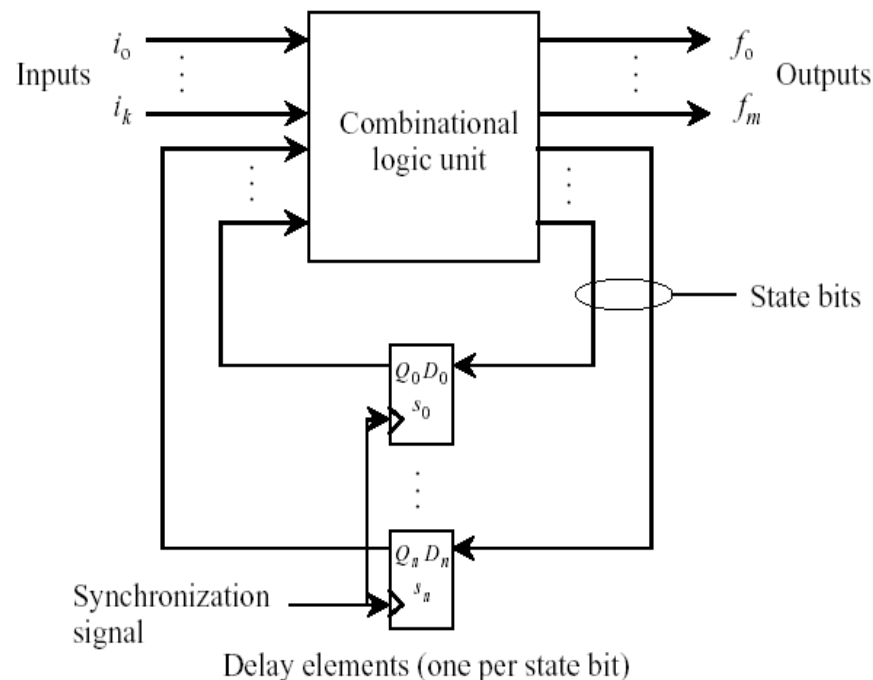 i₀
f₀
Inputs
⋮
⋮
Outputs
iₖ
fₘ
Combinational
logic unit
⋮
⋮
State bits
Q₀ D₀
s₀
⋮
Qₙ Dₙ
sₙ
Synchronization
signal
Delay elements (one per state bit)